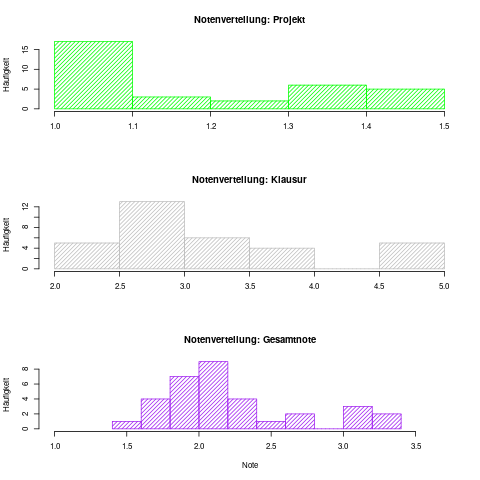 Notenverteilung: Projekt
Häufigkeit
0 5 10 15
1.0 1.1 1.2 1.3 1.4 1.5
Notenverteilung: Klausur
Häufigkeit
0 4 8 12
2.0 2.5 3.0 3.5 4.0 4.5 5.0
Notenverteilung: Gesamtnote
Häufigkeit
0 2 4 6 8
1.0 1.5 2.0 2.5 3.0 3.5
Note